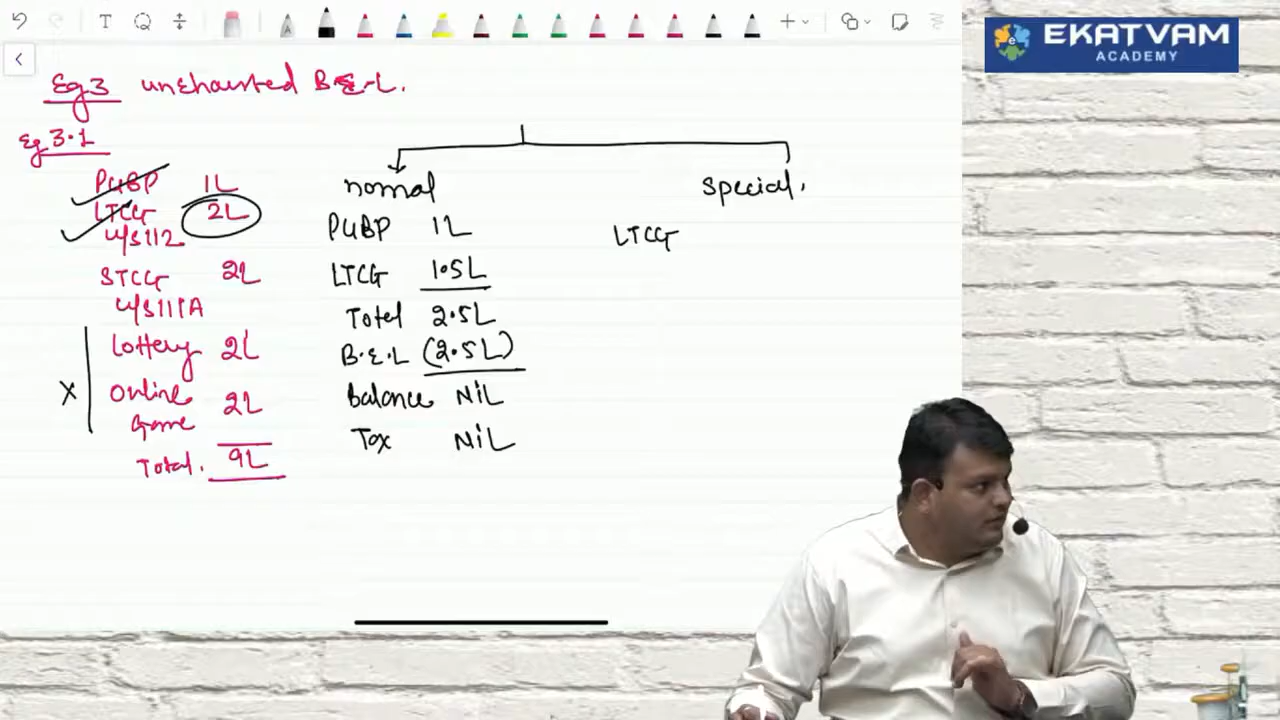 EKATVAM
ACADEMY
Eg 3 unexhausted B.E.L.
Eg 3.1
PGBP 1L
LTCG 2L
u/s 112
STCG 2L
u/s 111A
Lottery 2L
X
Online 2L
Game
Total. 9L
normal
PGBP 1L
LTCG 1.5L
Total 2.5L
B.E.L (2.5L)
Balance NiL
Tax NiL
Special.
LTCG